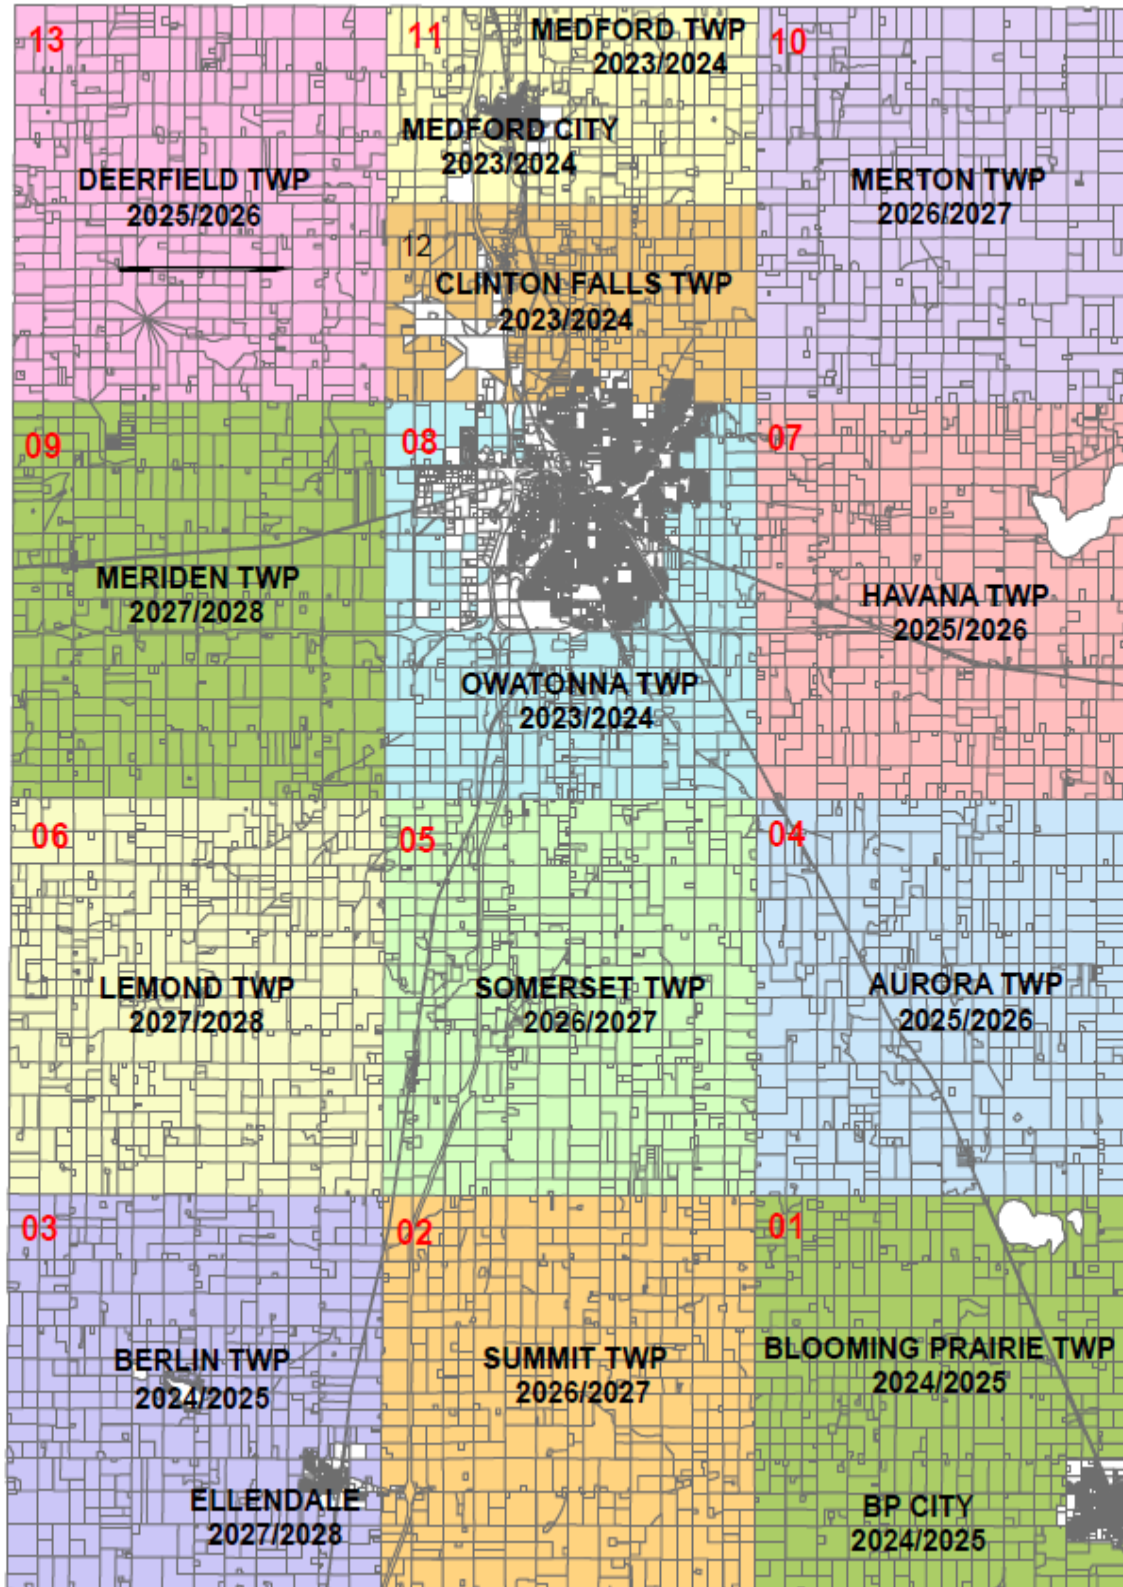 13
DEERFIELD TWP
2025/2026
11
MEDFORD TWP
2023/2024
MEDFORD CITY
2023/2024
10
MERTON TWP
2026/2027
12
CLINTON FALLS TWP
2023/2024
09
MERIDEN TWP
2027/2028
08
OWATONNA TWP
2023/2024
07
HAVANA TWP
2025/2026
06
LEMOND TWP
2027/2028
05
SOMERSET TWP
2026/2027
04
AURORA TWP
2025/2026
03
BERLIN TWP
2024/2025
ELLENDALE
2027/2028
02
SUMMIT TWP
2026/2027
01
BLOOMING PRAIRIE TWP
2024/2025
BP CITY
2024/2025